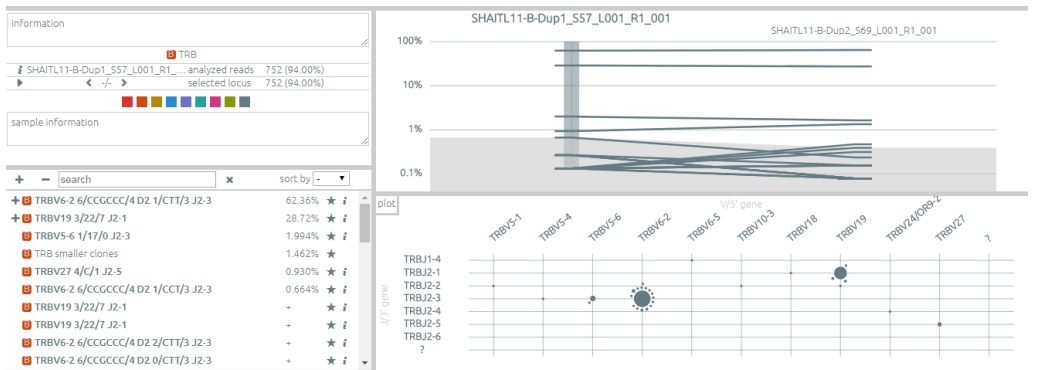 information
TRB
i SHAITL11-B-Dup1_S57_L001_R1_... analyzed reads 752 (94.00%)
< -/- > selected locus 752 (94.00%)
sample information
+ - search × sort by -
+ B TRBV6-2 6/CCGCCC/4 D2 1/CTT/3 J2-3 62.36% ★ i
+ B TRBV19 3/22/7 J2-1 28.72% ★ i
B TRBV5-6 1/17/0 J2-3 1.994% ★ i
B TRB smaller clones 1.462% ★
B TRBV27 4/C/1 J2-5 0.930% ★ i
B TRBV6-2 6/CCGCCC/4 D2 1/CCT/3 J2-3 0.664% ★ i
B TRBV19 3/22/7 J2-1 + ★ i
B TRBV19 3/22/7 J2-1 + ★ i
B TRBV6-2 6/CCGCCC/4 D2 2/CTT/3 J2-3 + ★ i
B TRBV6-2 6/CCGCCC/4 D2 0/CTT/3 J2-3 + ★ i
SHAITL11-B-Dup1_S57_L001_R1_001
SHAITL11-B-Dup2_S69_L001_R1_001
100%
10%
1%
0.1%
plot
V/5' gene
TRBV5-1
TRBV5-4
TRBV5-6
TRBV6-2
TRBV6-5
TRBV10-3
TRBV18
TRBV19
TRBV24/OR9-2
TRBV27
?
J/3' gene
TRBJ1-4
TRBJ2-1
TRBJ2-2
TRBJ2-3
TRBJ2-4
TRBJ2-5
TRBJ2-6
?